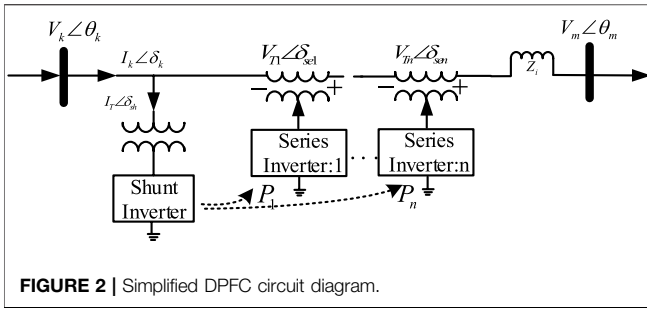 V_k∠θ_k
V_m∠θ_m
I_k∠δ_k
V_T1∠δ_se1
V_Tn∠δ_sen
Z_i
I_T∠δ_sh
− +
− +
Series
Inverter:1
. . .
Series
Inverter:n
Shunt
Inverter
P_1
P_n
FIGURE 2 | Simplified DPFC circuit diagram.